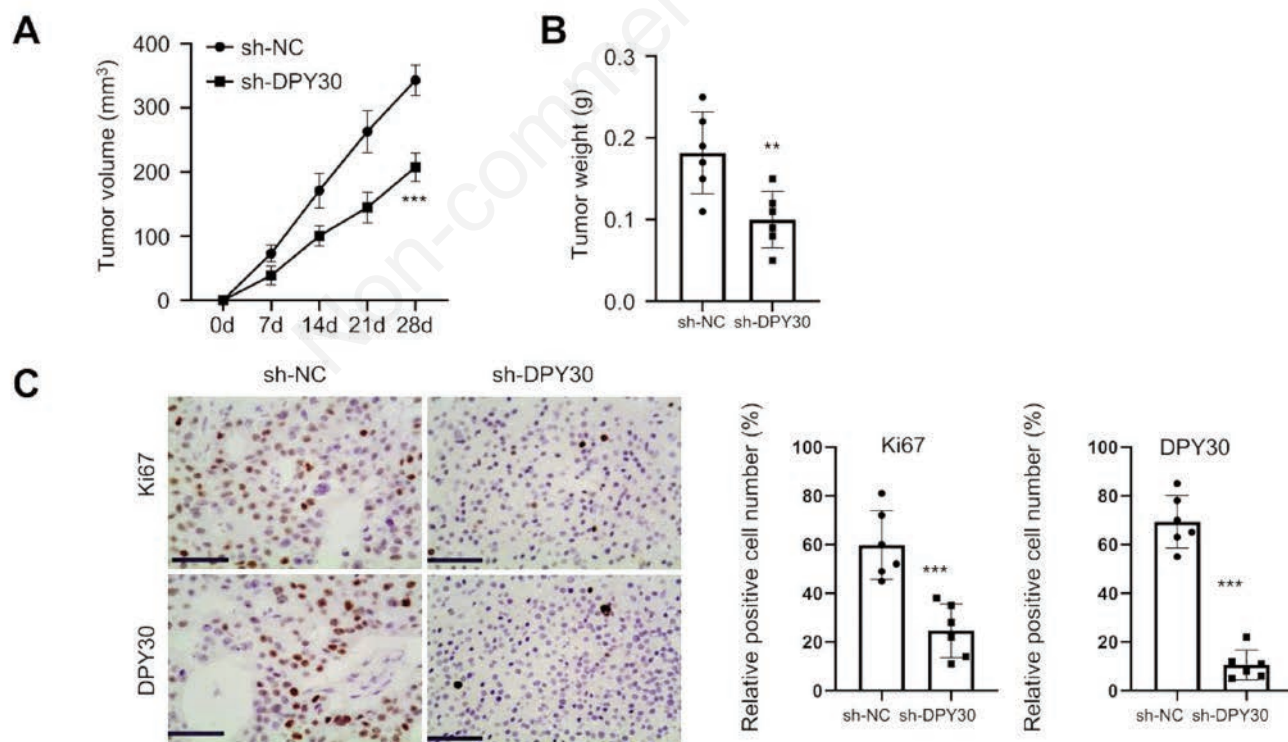 A
Tumor volume (mm³)
400
300
200
100
0
sh-NC
sh-DPY30
***
0d 7d 14d 21d 28d
B
Tumor weight (g)
0.3
0.2
0.1
0.0
**
sh-NC sh-DPY30
Non-commer
C
sh-NC sh-DPY30
Ki67
DPY30
Relative positive cell number (%)
Ki67
100
80
60
40
20
0
***
sh-NC sh-DPY30
Relative positive cell number (%)
DPY30
100
80
60
40
20
0
***
sh-NC sh-DPY30